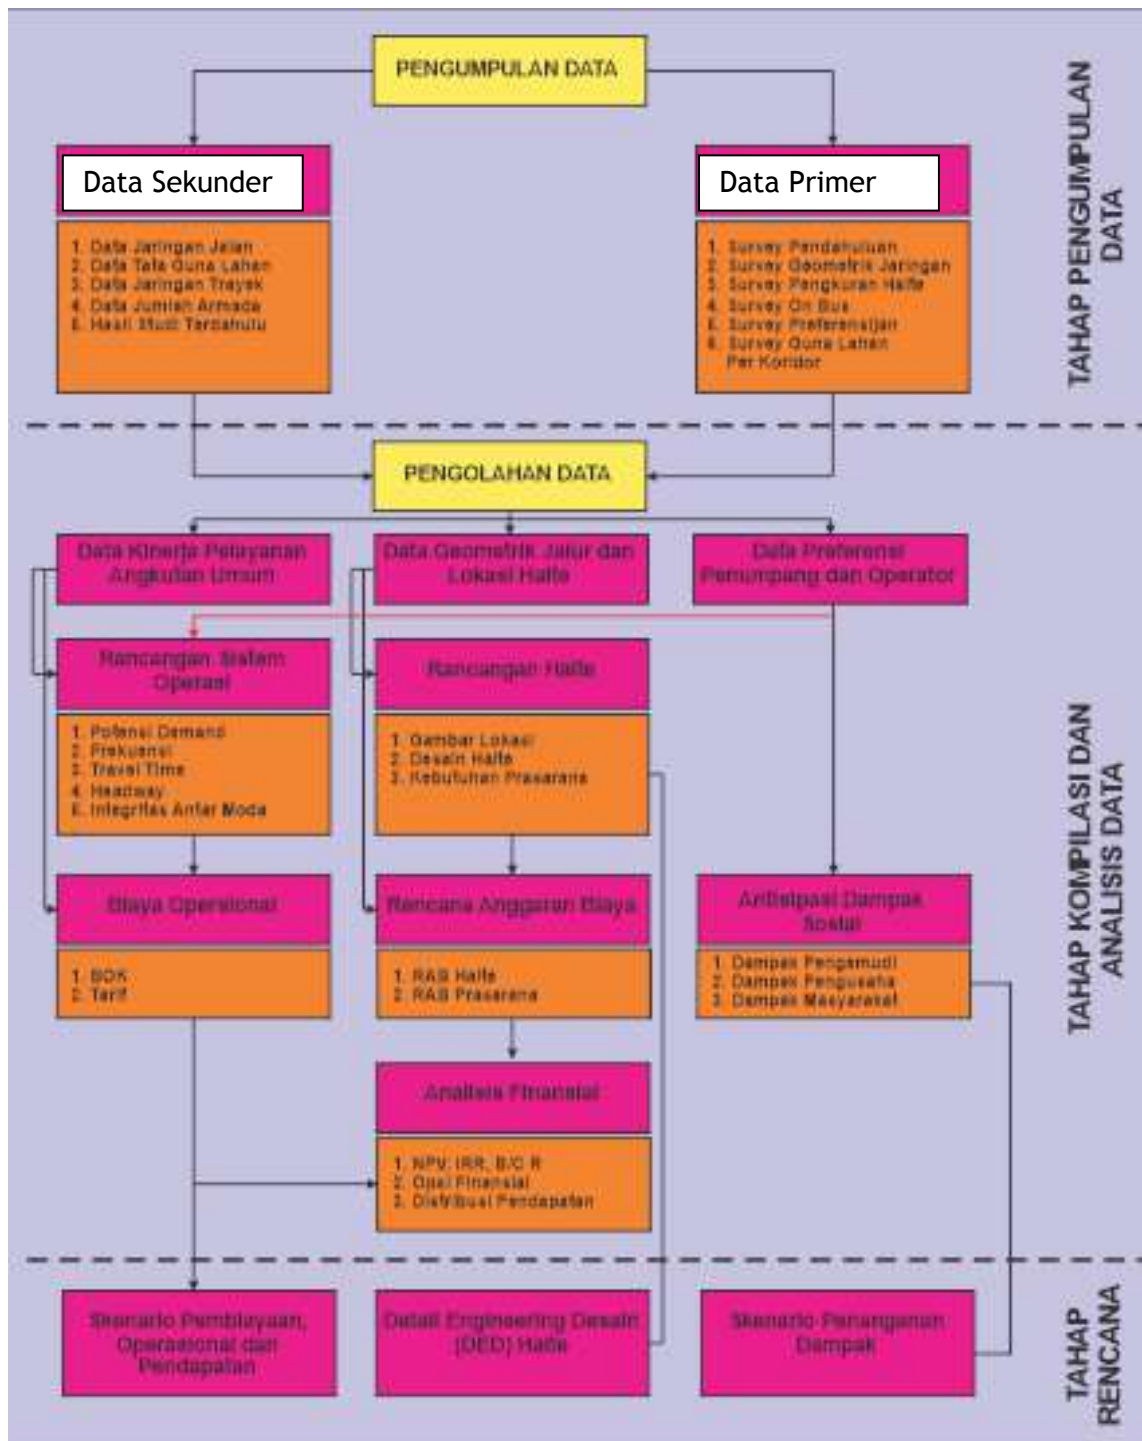 PENGUMPULAN DATA
TAHAP PENGUMPULAN
DATA
Data Sekunder
1. Data Jaringan Jalan
2. Data Tata Guna Lahan
3. Data Jaringan Trayek
4. Data Jumlah Armada
5. Hasil Studi Terdahulu
Data Primer
1. Survey Pendahuluan
2. Survey Geometrik Jaringan
3. Survey Pengkuran Halte
4. Survey On Bus
5. Survey
6. Survey Guna Lahan
Per Koridor
PENGOLAHAN DATA
TAHAP KOMPILASI DAN
ANALISIS DATA
Data Kinerja Pelayanan
Angkutan Umum
Data Geometrik Jalur dan
Lokasi Halte
Data Preferensi
Penumpang dan Operator
Rancangan Sistem
Operasi
1. Potensi Demand
2. Frekuensi
3. Travel Time
4. Headway
5. Integritas Antar Moda
Rancangan Halte
1. Gambar Lokasi
2. Desain Halte
3. Kebutuhan Prasarana
Biaya Operasional
1. BOK
2. Tarif
Rencana Anggaran Biaya
1. RAB Halte
2. RAB Prasarana
Antisipasi Dampak
Sosial
1. Dampak Pengemudi
2. Dampak Pengusaha
3. Dampak Masyarakat
Analisis Finansial
1. NPV, IRR, B/C R
2. Opsi Finansial
3. Distribusi Pendapatan
TAHAP
RENCANA
Skenario Pembiayaan,
Operasional dan
Pendapatan
Detail Engineering Desain
(DED) Halte
Skenario Penanganan
Dampak